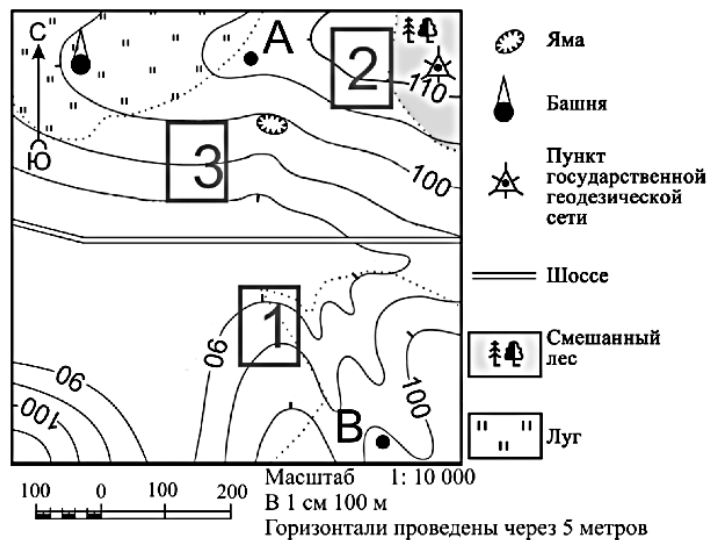 С
Ю
А
2
110
3
100
1
90
90
100
100
В
Яма
Башня
Пункт
государственной
геодезической
сети
Шоссе
Смешанный
лес
Луг
100 0 100 200
Масштаб 1: 10 000
В 1 см 100 м
Горизонтали проведены через 5 метров